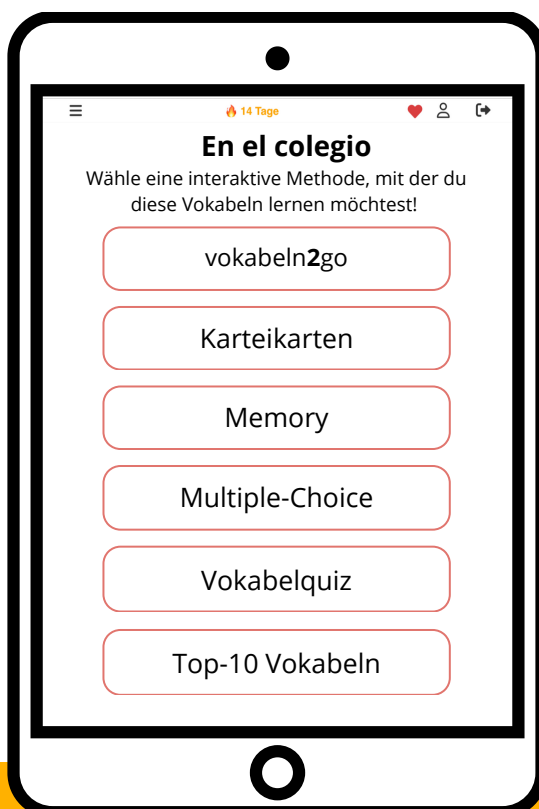 14 Tage
En el colegio
Wähle eine interaktive Methode, mit der du
diese Vokabeln lernen möchtest!
vokabeln2go
Karteikarten
Memory
Multiple-Choice
Vokabelquiz
Top-10 Vokabeln